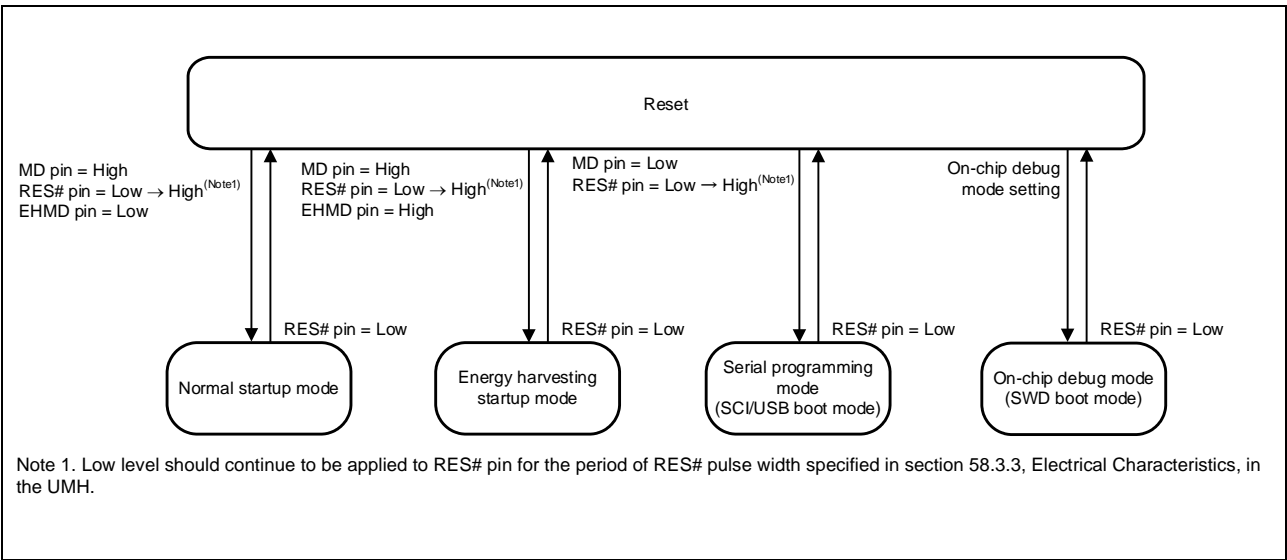 Reset
MD pin = High
RES# pin = Low → High(Note1)
EHMD pin = Low
MD pin = High
RES# pin = Low → High(Note1)
EHMD pin = High
MD pin = Low
RES# pin = Low → High(Note1)
On-chip debug
mode setting
RES# pin = Low
RES# pin = Low
RES# pin = Low
RES# pin = Low
Normal startup mode
Energy harvesting
startup mode
Serial programming
mode
(SCI/USB boot mode)
On-chip debug mode
(SWD boot mode)
Note 1. Low level should continue to be applied to RES# pin for the period of RES# pulse width specified in section 58.3.3, Electrical Characteristics, in
the UMH.